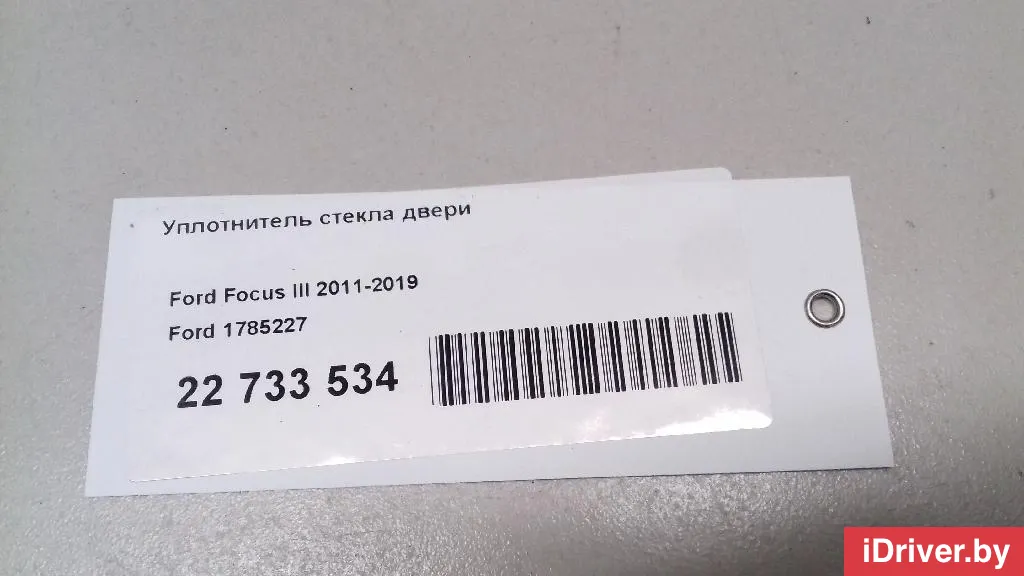 Уплотнитель стекла двери
Ford Focus III 2011-2019
Ford 1785227
22 733 534
iDriver.by